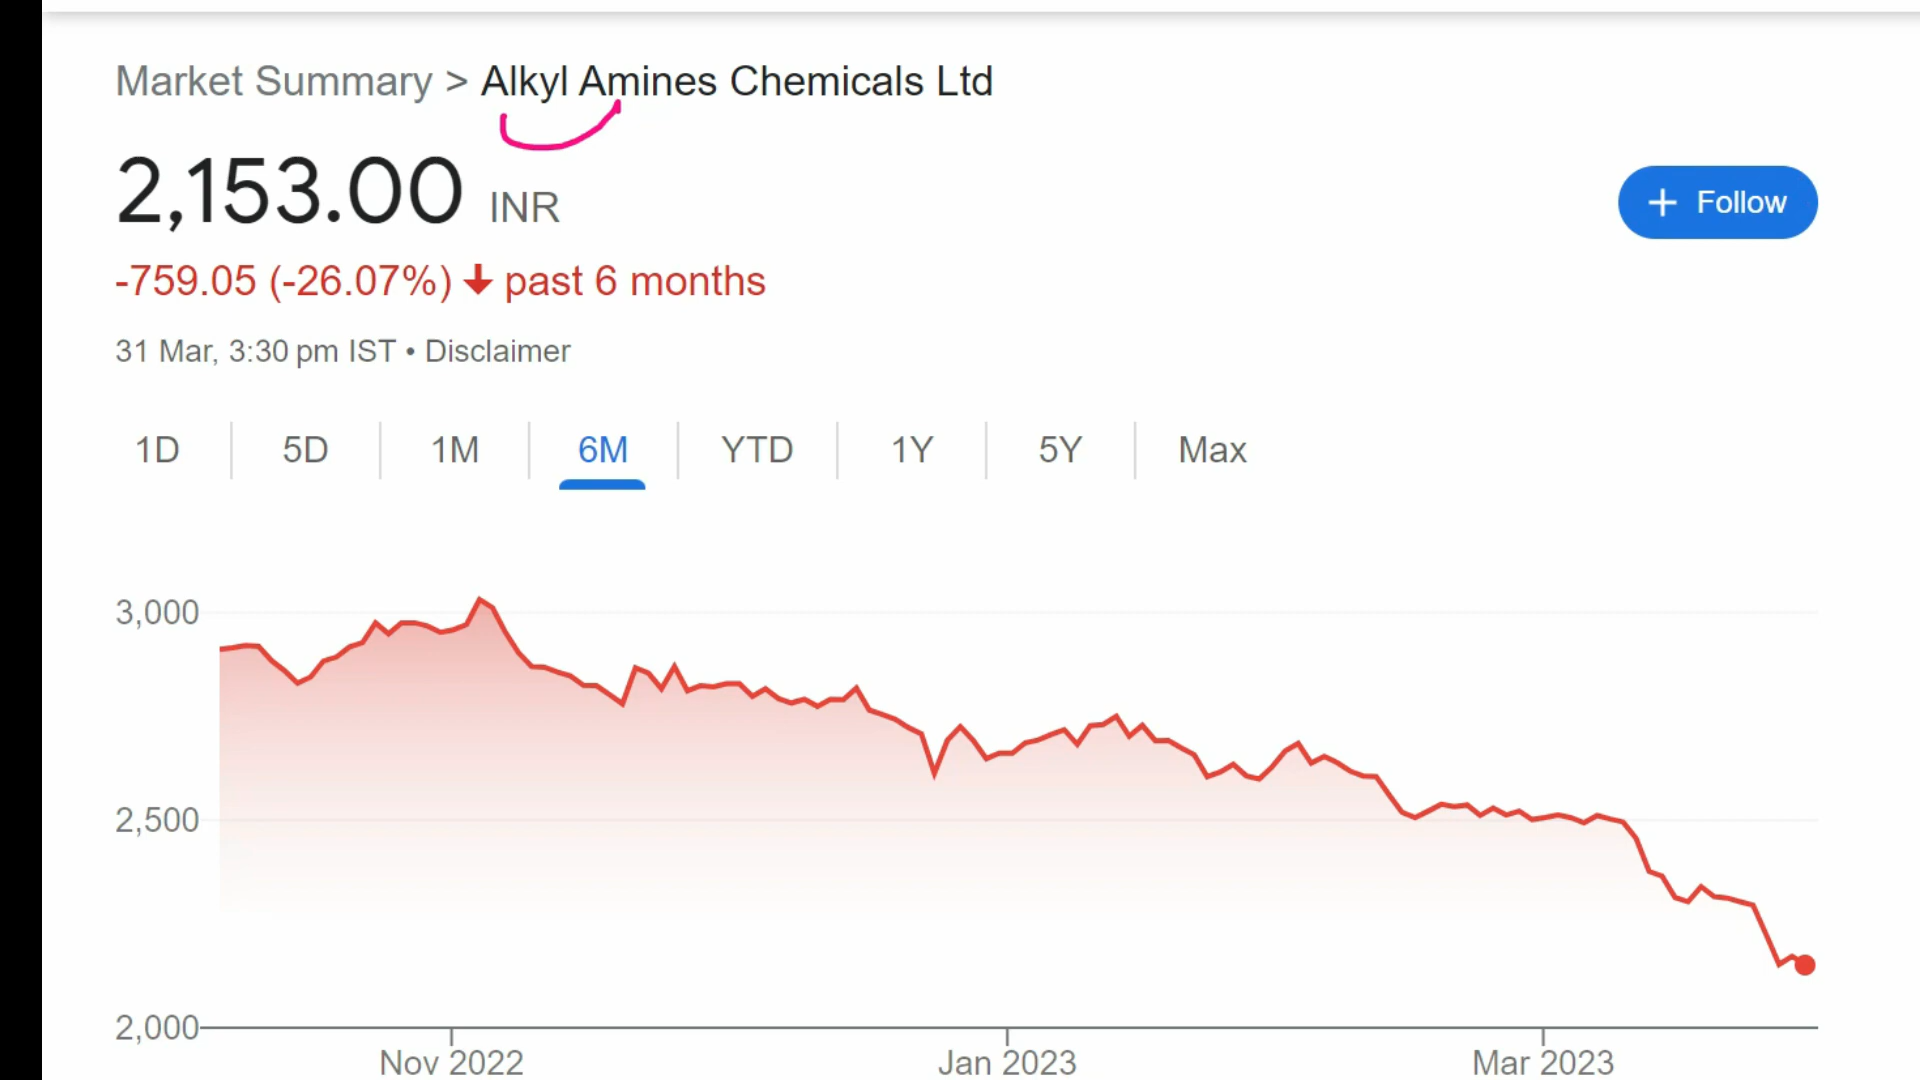 Market Summary > Alkyl Amines Chemicals Ltd
2,153.00 INR
+ Follow
-759.05 (-26.07%) ↓ past 6 months
31 Mar, 3:30 pm IST • Disclaimer
1D 5D 1M 6M YTD 1Y 5Y Max
3,000
2,500
2,000
Nov 2022 Jan 2023 Mar 2023